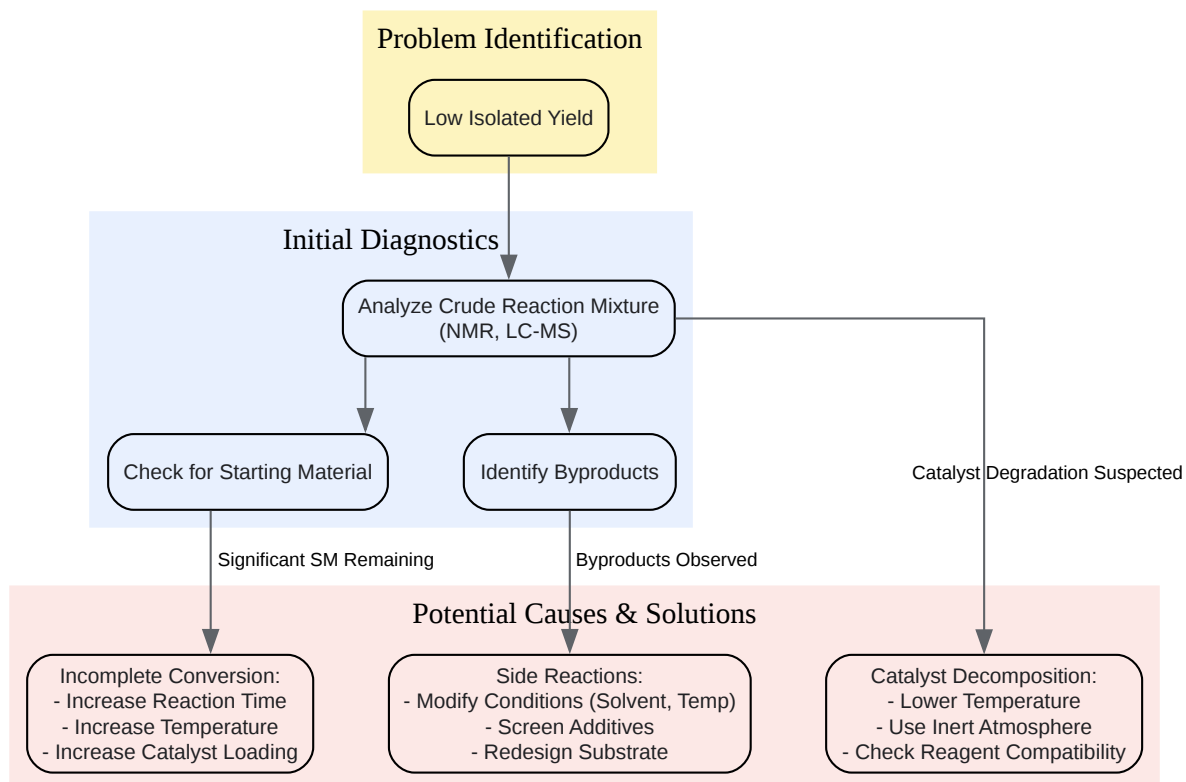 Problem Identification
Low Isolated Yield
Initial Diagnostics
Analyze Crude Reaction Mixture
(NMR, LC-MS)
Check for Starting Material
Identify Byproducts
Catalyst Degradation Suspected
Significant SM Remaining
Byproducts Observed
Potential Causes & Solutions
Incomplete Conversion:
- Increase Reaction Time
- Increase Temperature
- Increase Catalyst Loading
Side Reactions:
- Modify Conditions (Solvent, Temp)
- Screen Additives
- Redesign Substrate
Catalyst Decomposition:
- Lower Temperature
- Use Inert Atmosphere
- Check Reagent Compatibility